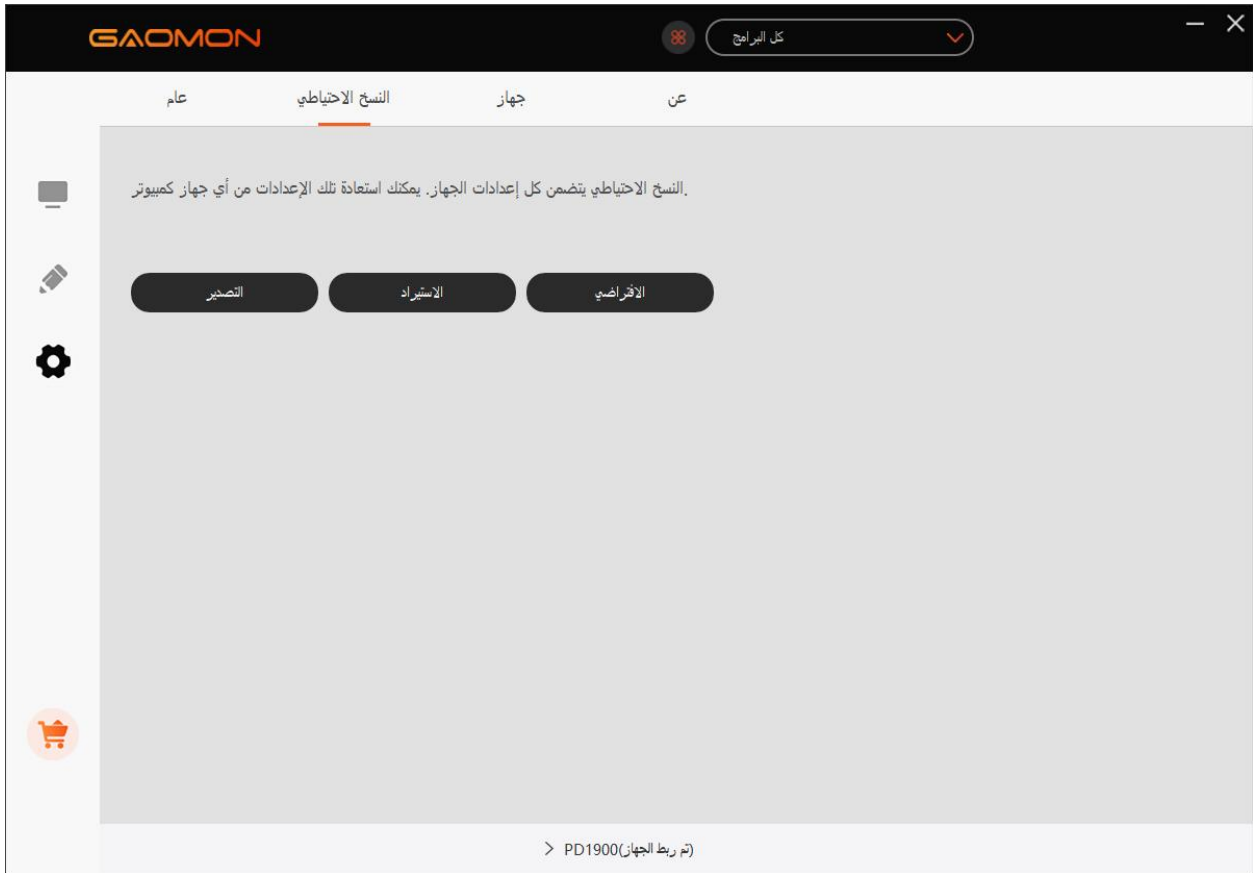 GAOMON
كل البرامج
عام
النسخ الاحتياطي
جهاز
عن
النسخ الاحتياطي يتضمن كل إعدادات الجهاز. يمكنك استعادة تلك الإعدادات من أي جهاز كمبيوتر.
التصدير
الاستيراد
الافتراضي
PD1900(تم ربط الجهاز)